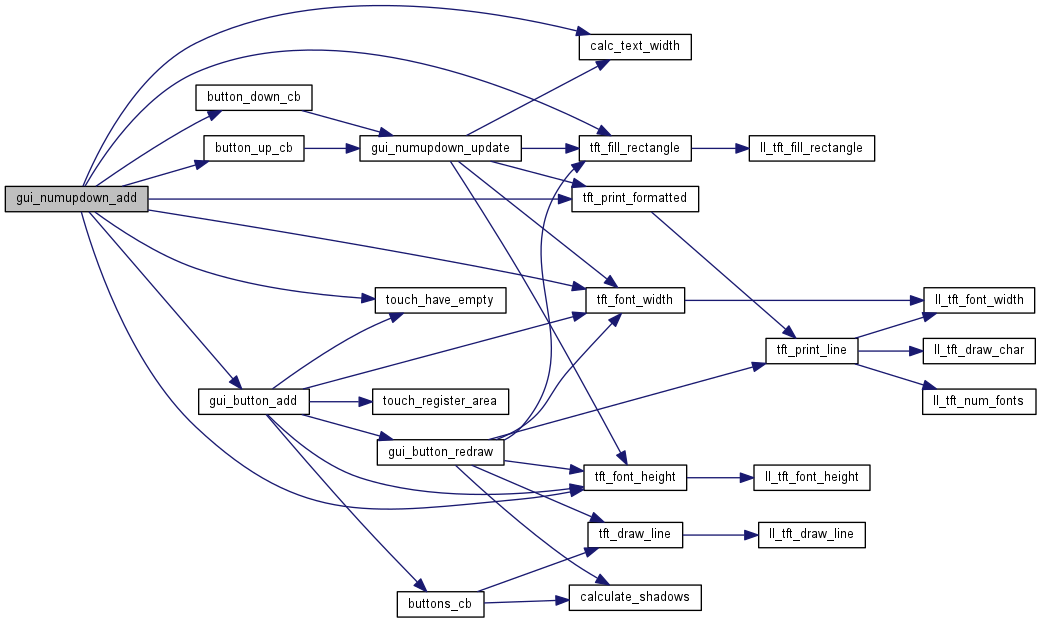 calc_text_width
button_down_cb
button_up_cb
gui_numupdown_update
tft_fill_rectangle
ll_tft_fill_rectangle
gui_numupdown_add
tft_print_formatted
touch_have_empty
tft_font_width
ll_tft_font_width
tft_print_line
ll_tft_draw_char
gui_button_add
touch_register_area
ll_tft_num_fonts
gui_button_redraw
tft_font_height
ll_tft_font_height
tft_draw_line
ll_tft_draw_line
buttons_cb
calculate_shadows